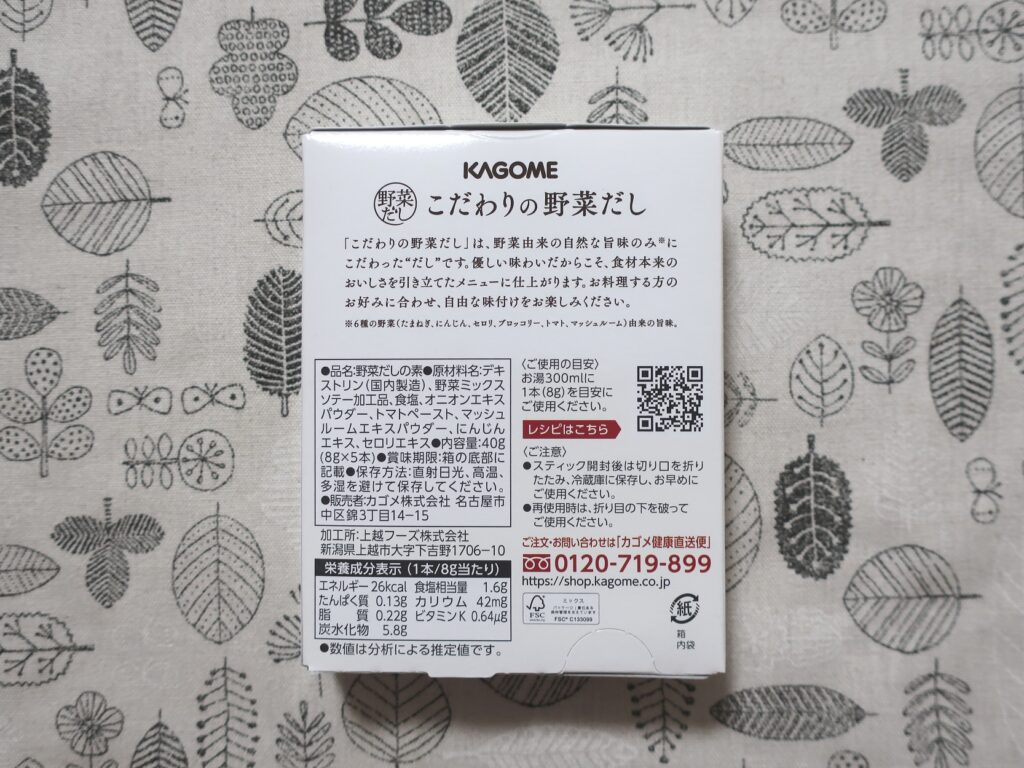 KAGOME
野菜だし
こだわりの野菜だし
「こだわりの野菜だし」は、野菜由来の自然な旨味のみ※に
こだわった“だし”です。優しい味わいだからこそ、食材本来の
おいしさを引き立てたメニューに仕上がります。お料理する方の
お好みに合わせ、自由な味付けをお楽しみください。
※6種の野菜(たまねぎ、にんじん、セロリ、ブロッコリー、トマト、マッシュルーム)由来の旨味。
●品名:野菜だしの素●原材料名:デキ
ストリン(国内製造)、野菜ミックス
ソテー加工品、食塩、オニオンエキス
パウダー、トマトペースト、マッシュ
ルームエキスパウダー、にんじん
エキス、セロリエキス●内容量:40g
(8g×5本)●賞味期限:箱の底部に
記載●保存方法:直射日光、高温、
多湿を避けて保存してください。
●販売者:カゴメ株式会社 名古屋市
中区錦3丁目14-15
加工所:上越フーズ株式会社
新潟県上越市大字下吉野1706-10
栄養成分表示(1本/8g当たり)
エネルギー 26kcal 食塩相当量 1.6g
たんぱく質 0.13g カリウム 42mg
脂質 0.22g ビタミンK 0.64μg
炭水化物 5.8g
●数値は分析による推定値です。
〈ご使用の目安〉
お湯300mlに
1本(8g)を目安に
ご使用ください。
レシピはこちら
〈ご注意〉
●スティック開封後は切り口を折り
たたみ、冷蔵庫に保存し、お早めに
ご使用ください。
●再使用時は、折り目の下を破って
ご使用ください。
ご注文・お問い合わせは「カゴメ健康直送便」
0120-719-899
https://shop.kagome.co.jp
FSC
ミックス
FSC® C133099
紙
箱
内袋